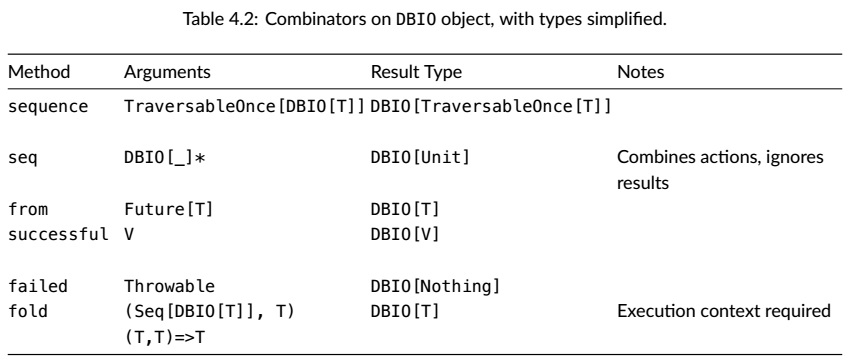 Table 4.2: Combinators on DBIO object, with types simplified.
Method Arguments Result Type Notes
sequence TraversableOnce[DBIO[T]] DBIO[TraversableOnce[T]]
seq DBIO[_]* DBIO[Unit] Combines actions, ignores
results
from Future[T] DBIO[T]
successful V DBIO[V]
failed Throwable DBIO[Nothing]
fold (Seq[DBIO[T]], T) DBIO[T] Execution context required
(T,T)=>T